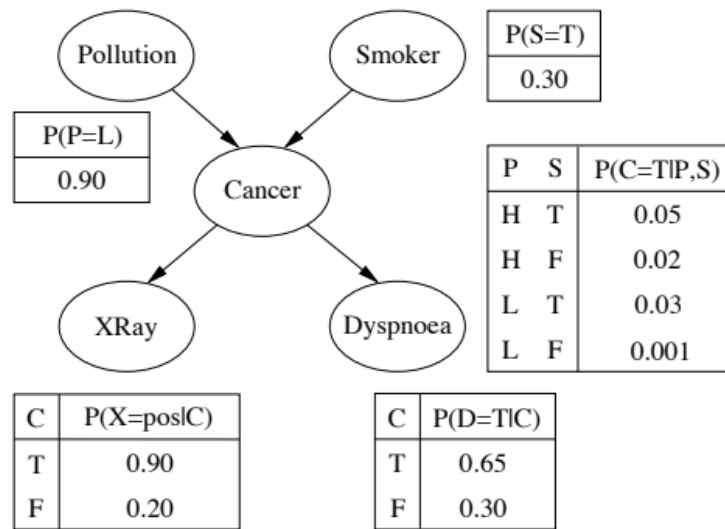 Pollution
Smoker
P(S=T)
0.30
P(P=L)
0.90
Cancer
P S P(C=T|P,S)
H T 0.05
H F 0.02
L T 0.03
L F 0.001
XRay
Dyspnoea
C P(X=pos|C)
T 0.90
F 0.20
C P(D=T|C)
T 0.65
F 0.30